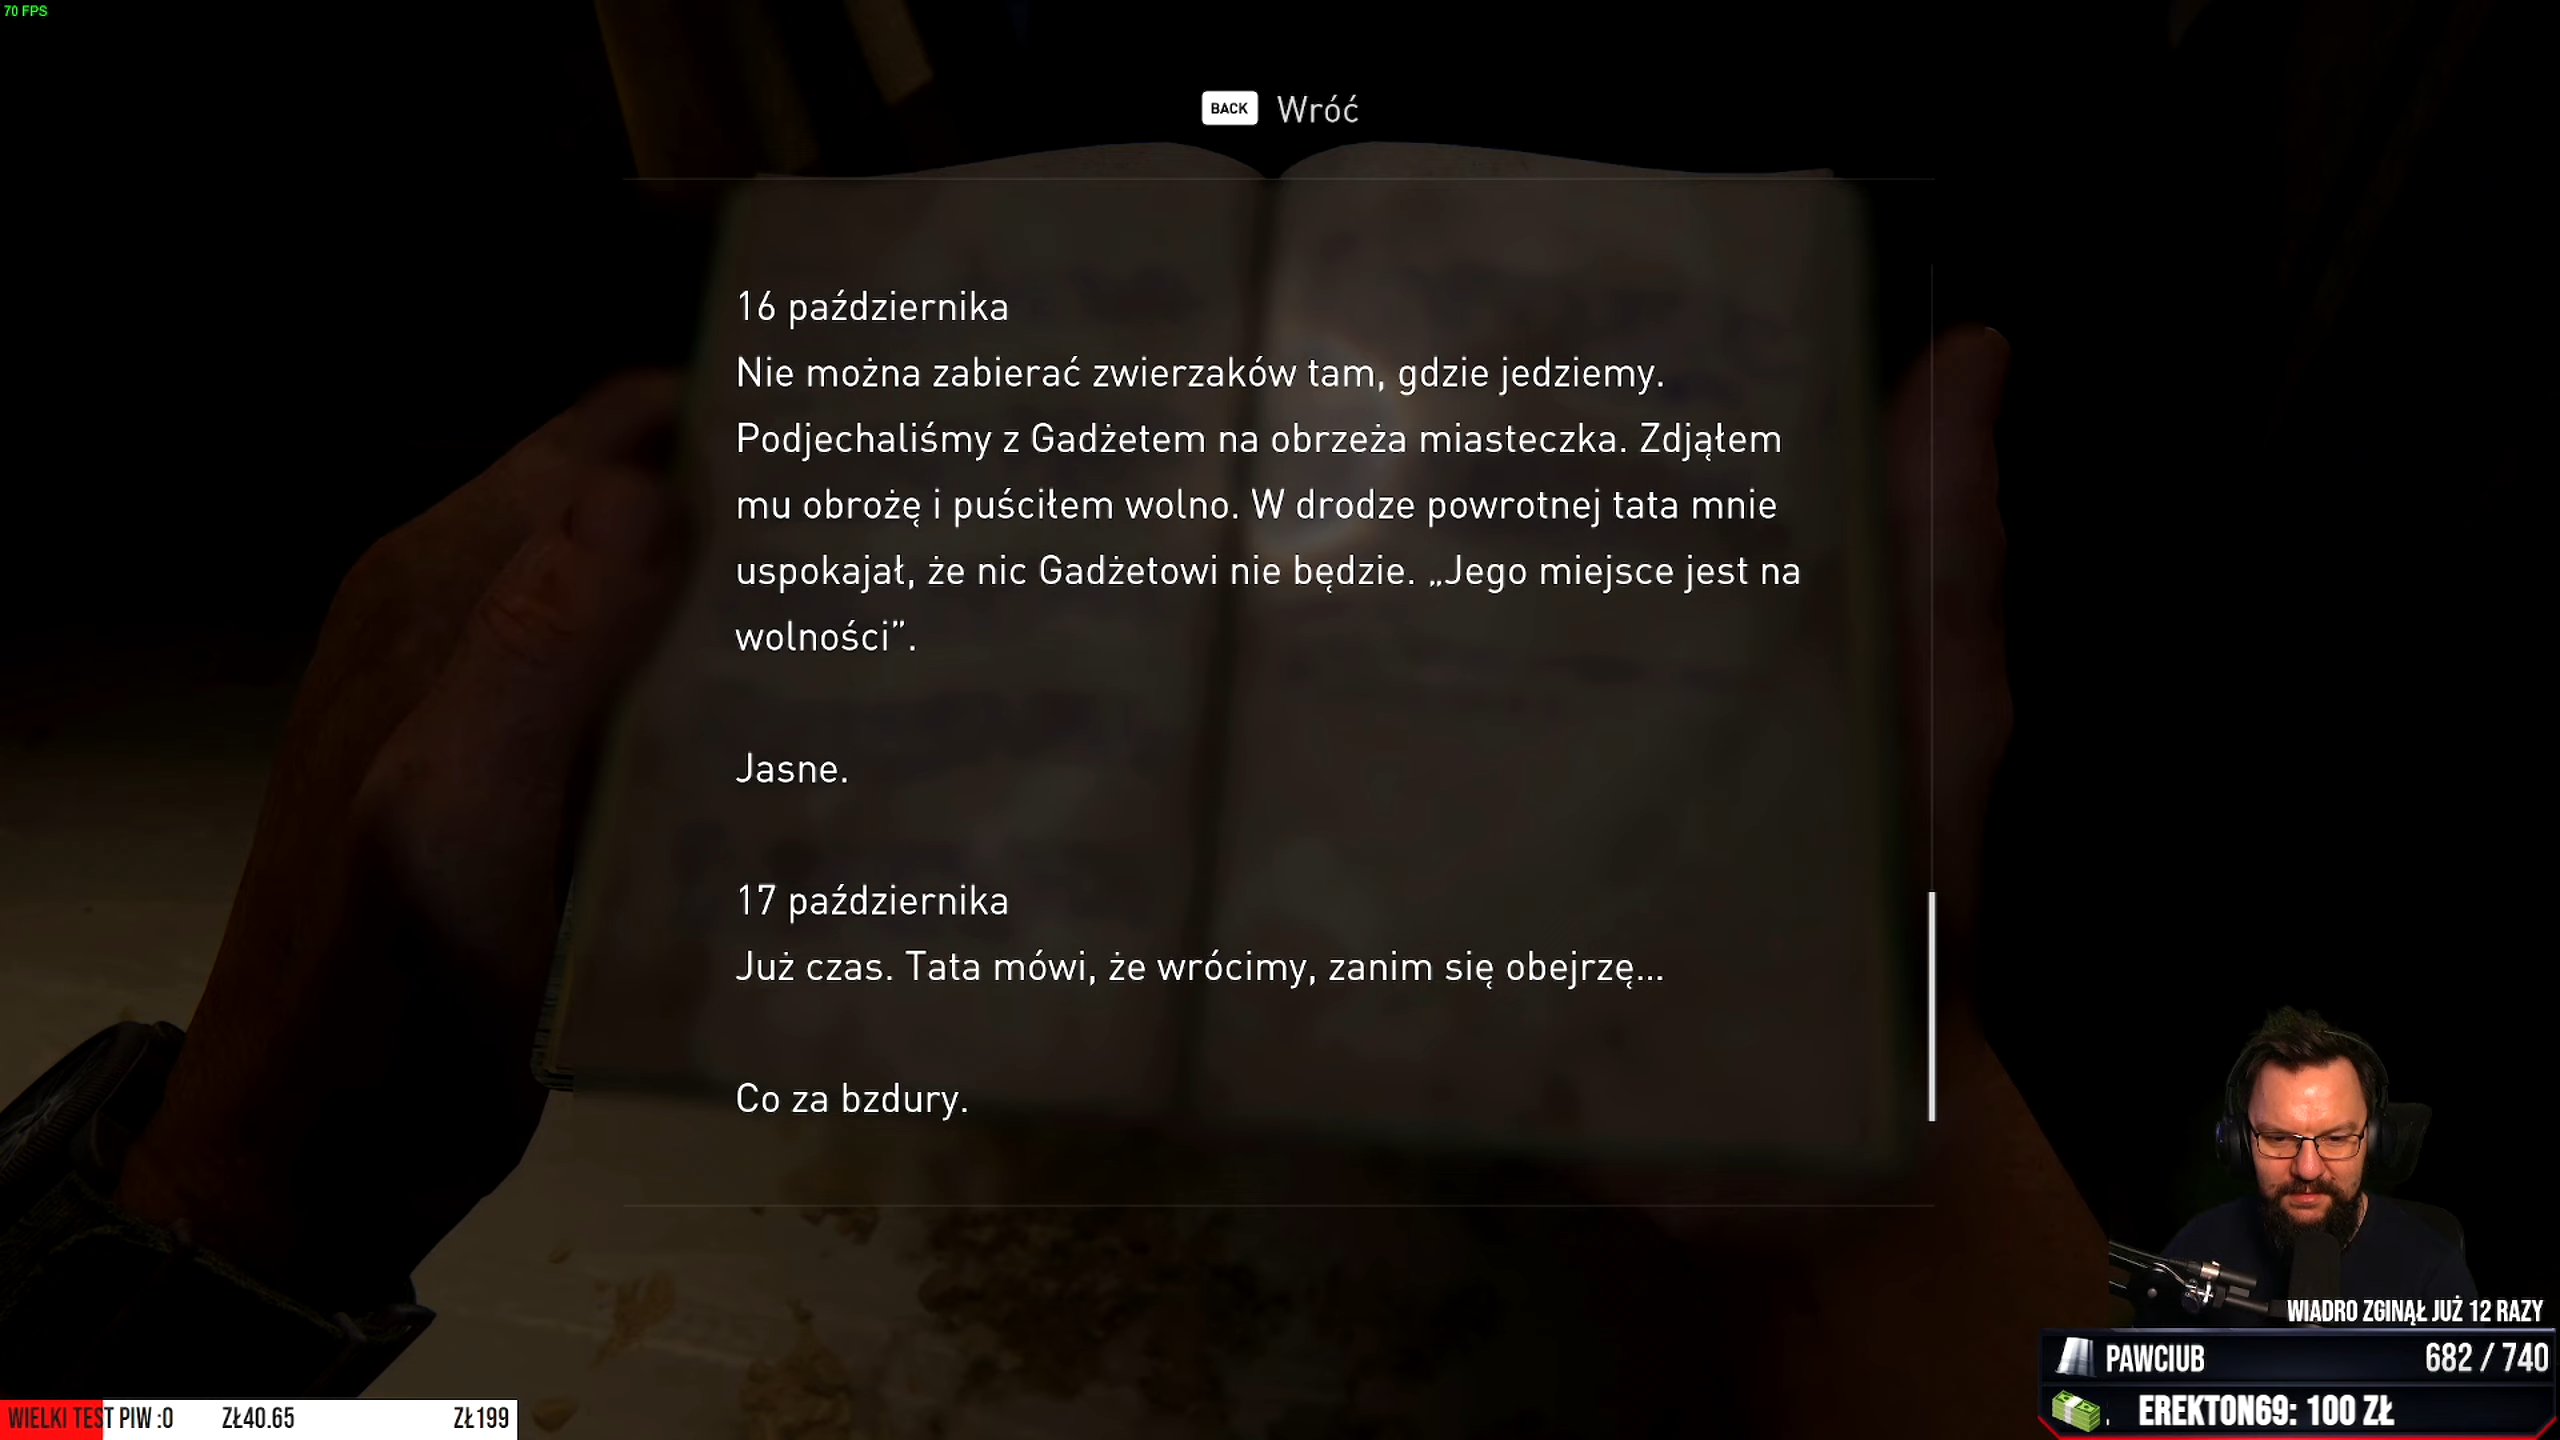 70 FPS
BACK Wróć
16 października
Nie można zabierać zwierzaków tam, gdzie jedziemy.
Podjechaliśmy z Gadżetem na obrzeża miasteczka. Zdjąłem
mu obrożę i puściłem wolno. W drodze powrotnej tata mnie
uspokajał, że nic Gadżetowi nie będzie. „Jego miejsce jest na
wolności”.
Jasne.
17 października
Już czas. Tata mówi, że wrócimy, zanim się obejrzę...
Co za bzdury.
WIADRO ZGINĄŁ JUŻ 12 RAZY
PAWCIUB 682 / 740
. EREKTON69: 100 ZŁ
WIELKI TEST PIW :0 ZŁ40.65 ZŁ199